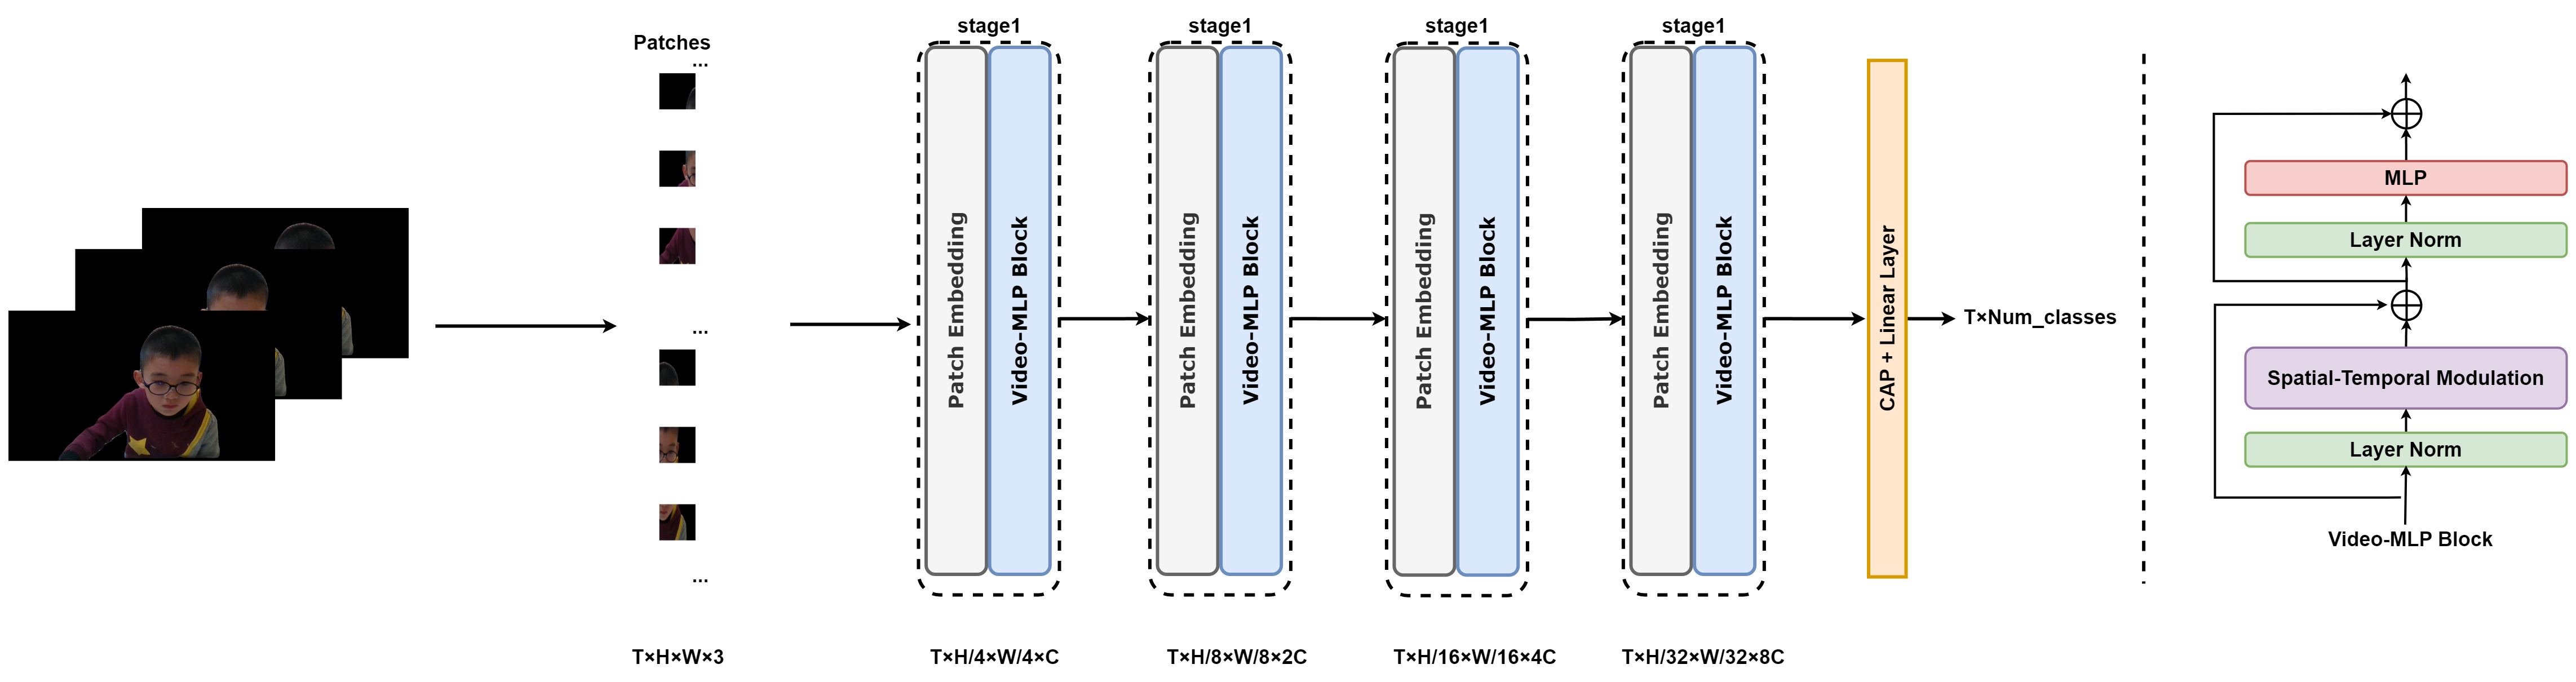 Patches
...
...
...
T×H×W×3
stage1
Patch Embedding
Video-MLP Block
T×H/4×W/4×C
stage1
Patch Embedding
Video-MLP Block
T×H/8×W/8×2C
stage1
Patch Embedding
Video-MLP Block
T×H/16×W/16×4C
stage1
Patch Embedding
Video-MLP Block
T×H/32×W/32×8C
CAP + Linear Layer
T×Num_classes
MLP
Layer Norm
Spatial-Temporal Modulation
Layer Norm
Video-MLP Block